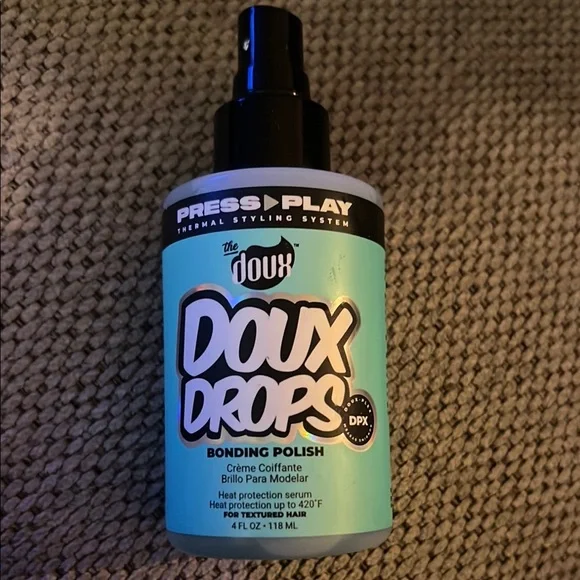 PRESS PLAY
THERMAL STYLING SYSTEM
the
doux™
DOUX
DROPS
DPX
BONDING POLISH
Crème Coiffante
Brillo Para Modelar
Heat protection serum
Heat protection up to 420°F
FOR TEXTURED HAIR
4 FL OZ • 118 ML